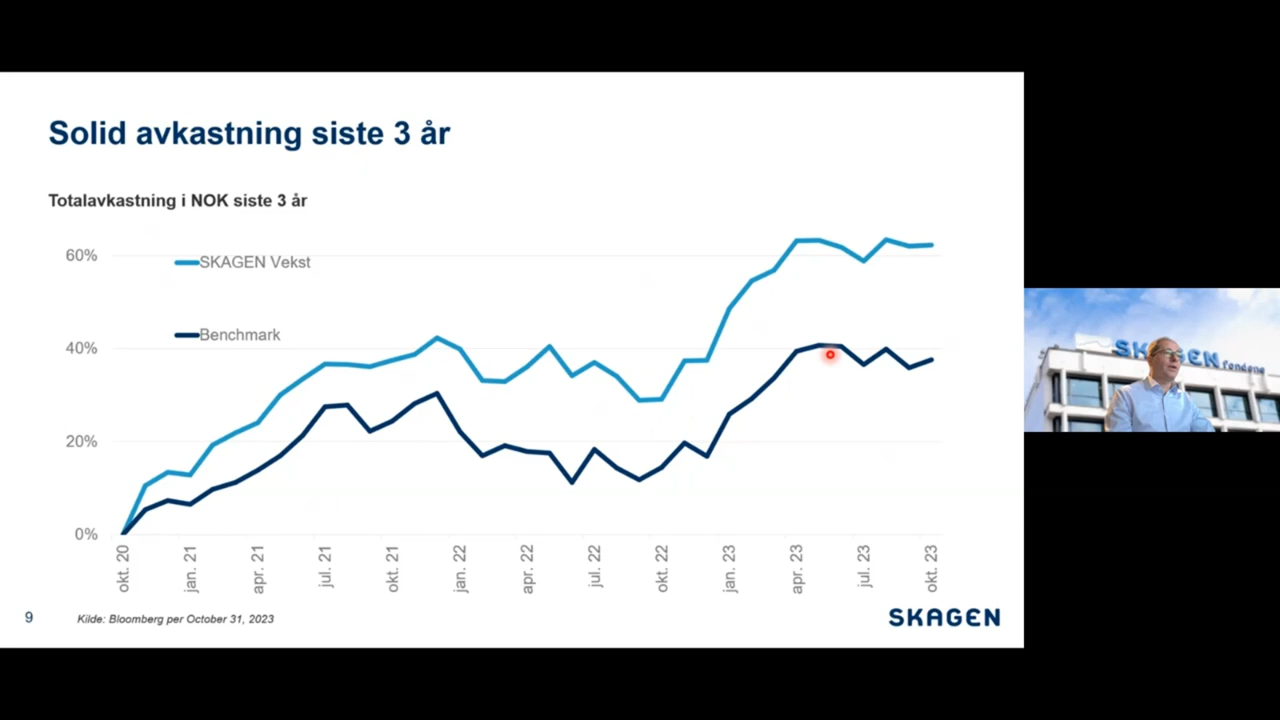 Solid avkastning siste 3 år
Totalavkastning i NOK siste 3 år
60%
SKAGEN Vekst
Benchmark
40%
20%
0%
okt. 20
jan. 21
apr. 21
jul. 21
okt. 21
jan. 22
apr. 22
jul. 22
okt. 22
jan. 23
apr. 23
jul. 23
okt. 23
9
Kilde: Bloomberg per October 31, 2023
SKAGEN
SKAGEN fondene